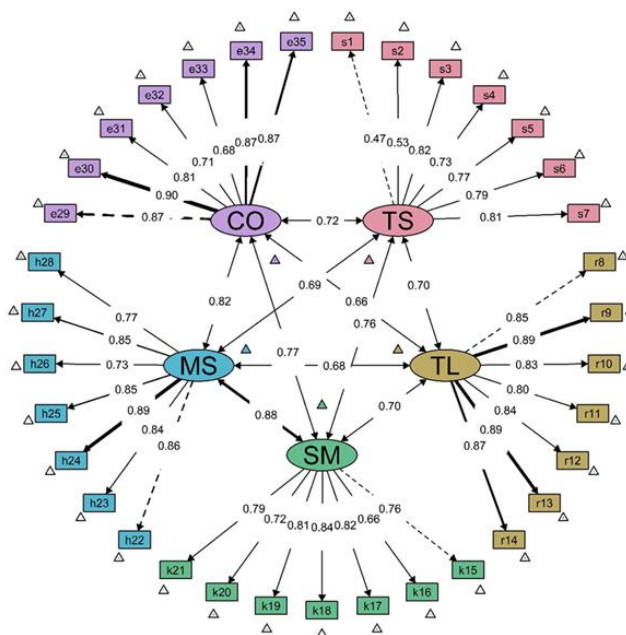 e35
s1
e34
s2
e33
s3
e32
s4
e31
s5
e30
s6
e29
s7
0.87
0.87
0.68
0.71
0.81
0.90
0.87
0.47
0.53
0.82
0.73
0.77
0.79
0.81
CO
0.72
TS
h28
h27
h26
h25
h24
h23
h22
0.77
0.85
0.73
0.85
0.89
0.84
0.86
0.82
0.69
0.66
0.76
0.70
0.77
0.68
0.88
0.70
MS
TL
SM
r8
r9
r10
r11
r12
r13
r14
0.85
0.89
0.83
0.80
0.84
0.89
0.87
0.79
0.72
0.81
0.84
0.82
0.66
0.76
k21
k20
k19
k18
k17
k16
k15